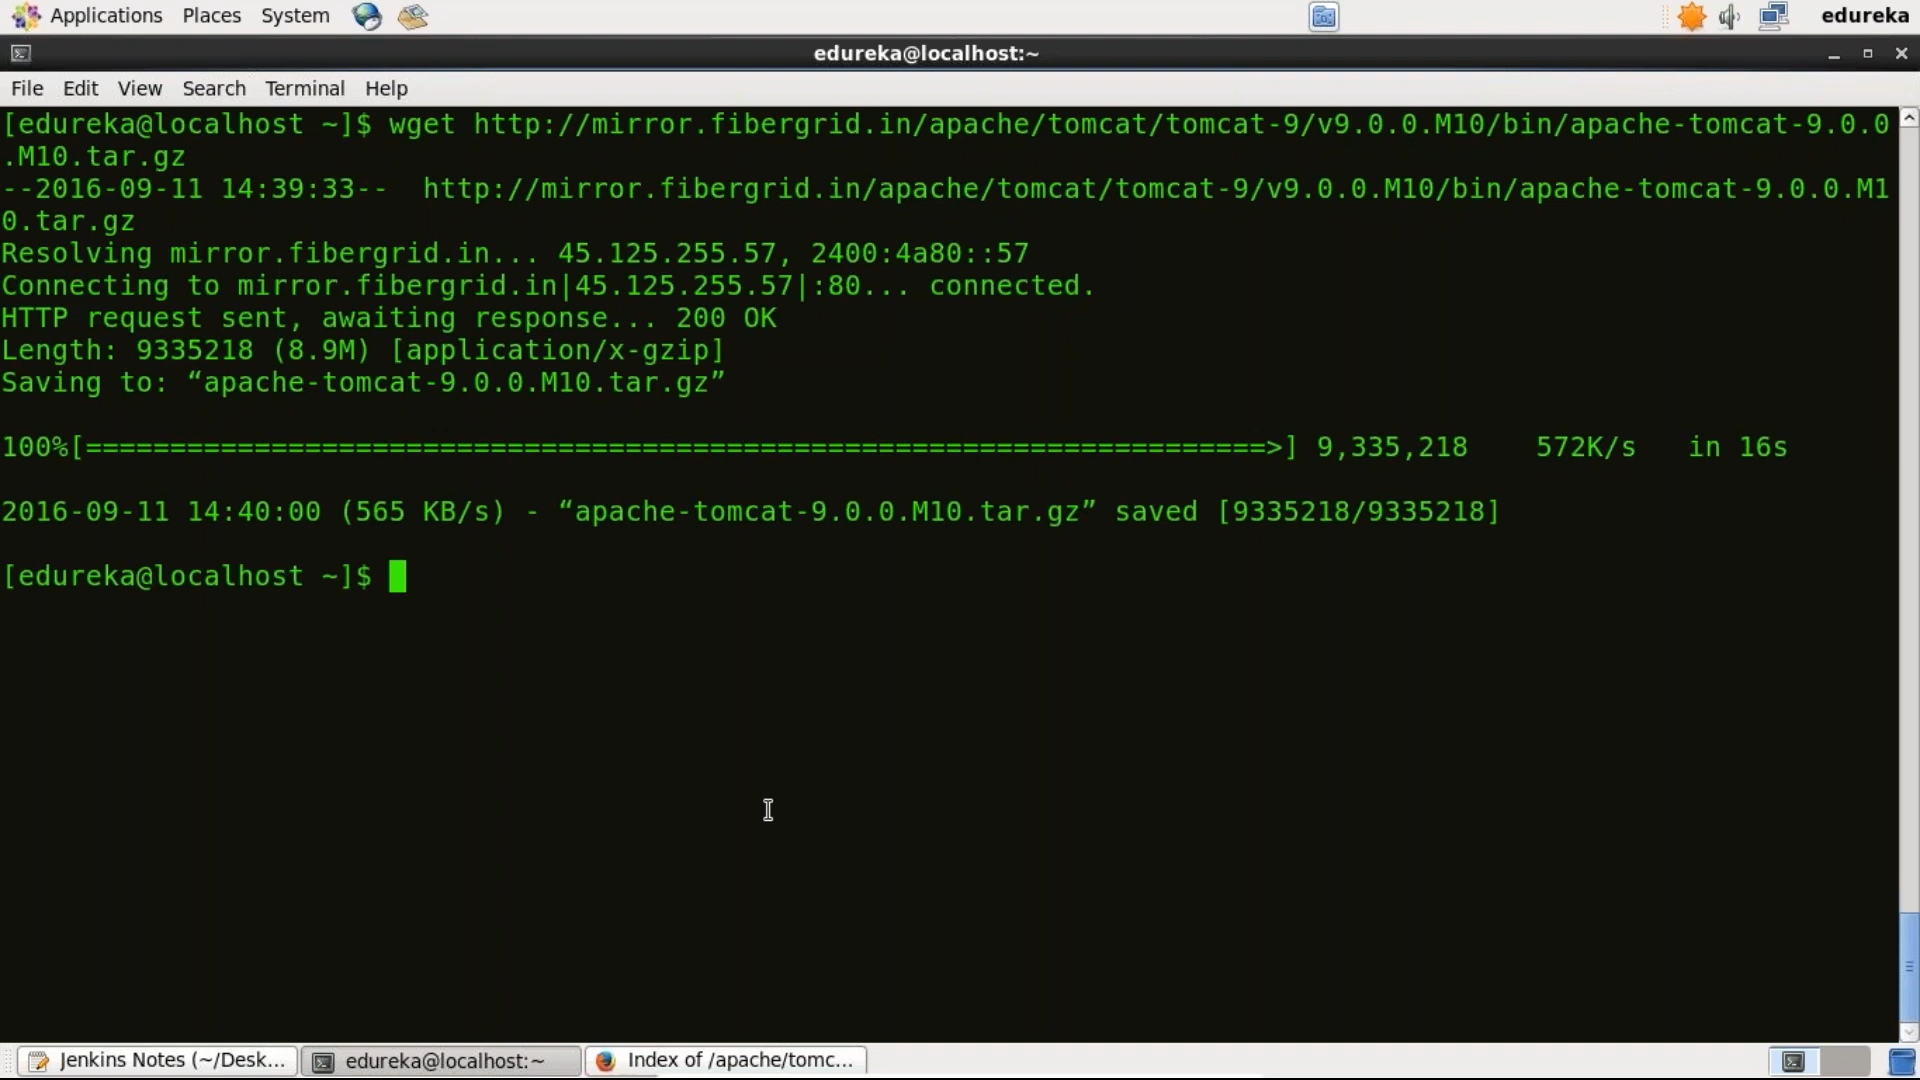 Applications Places System edureka
edureka@localhost:~
File Edit View Search Terminal Help
[edureka@localhost ~]$ wget http://mirror.fibergrid.in/apache/tomcat/tomcat-9/v9.0.0.M10/bin/apache-tomcat-9.0.0
.M10.tar.gz
--2016-09-11 14:39:33--  http://mirror.fibergrid.in/apache/tomcat/tomcat-9/v9.0.0.M10/bin/apache-tomcat-9.0.0.M1
0.tar.gz
Resolving mirror.fibergrid.in... 45.125.255.57, 2400:4a80::57
Connecting to mirror.fibergrid.in|45.125.255.57|:80... connected.
HTTP request sent, awaiting response... 200 OK
Length: 9335218 (8.9M) [application/x-gzip]
Saving to: “apache-tomcat-9.0.0.M10.tar.gz”
100%[======================================================================>] 9,335,218    572K/s   in 16s
2016-09-11 14:40:00 (565 KB/s) - “apache-tomcat-9.0.0.M10.tar.gz” saved [9335218/9335218]
[edureka@localhost ~]$
Jenkins Notes (~/Desk... edureka@localhost:~ Index of /apache/tomc...